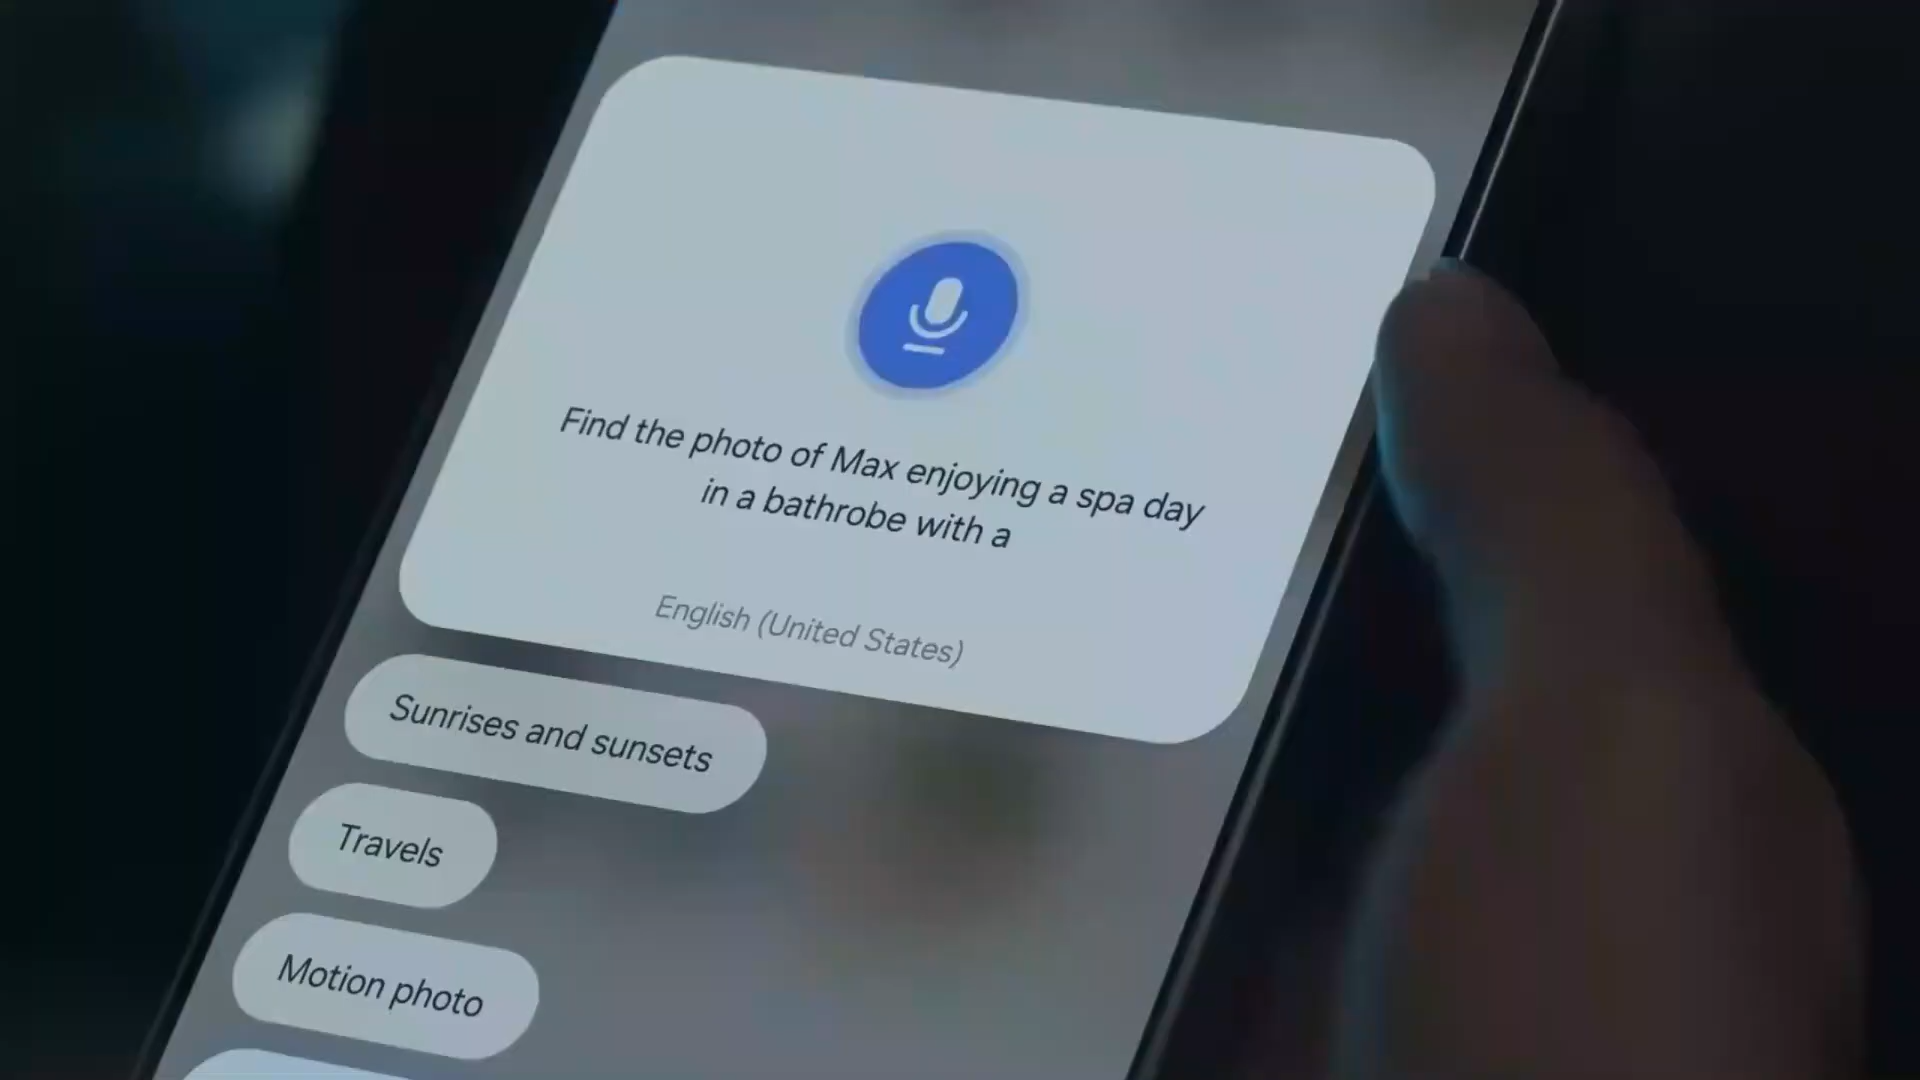 Find the photo of Max enjoying a spa day
in a bathrobe with a
English (United States)
Sunrises and sunsets
Travels
Motion photo